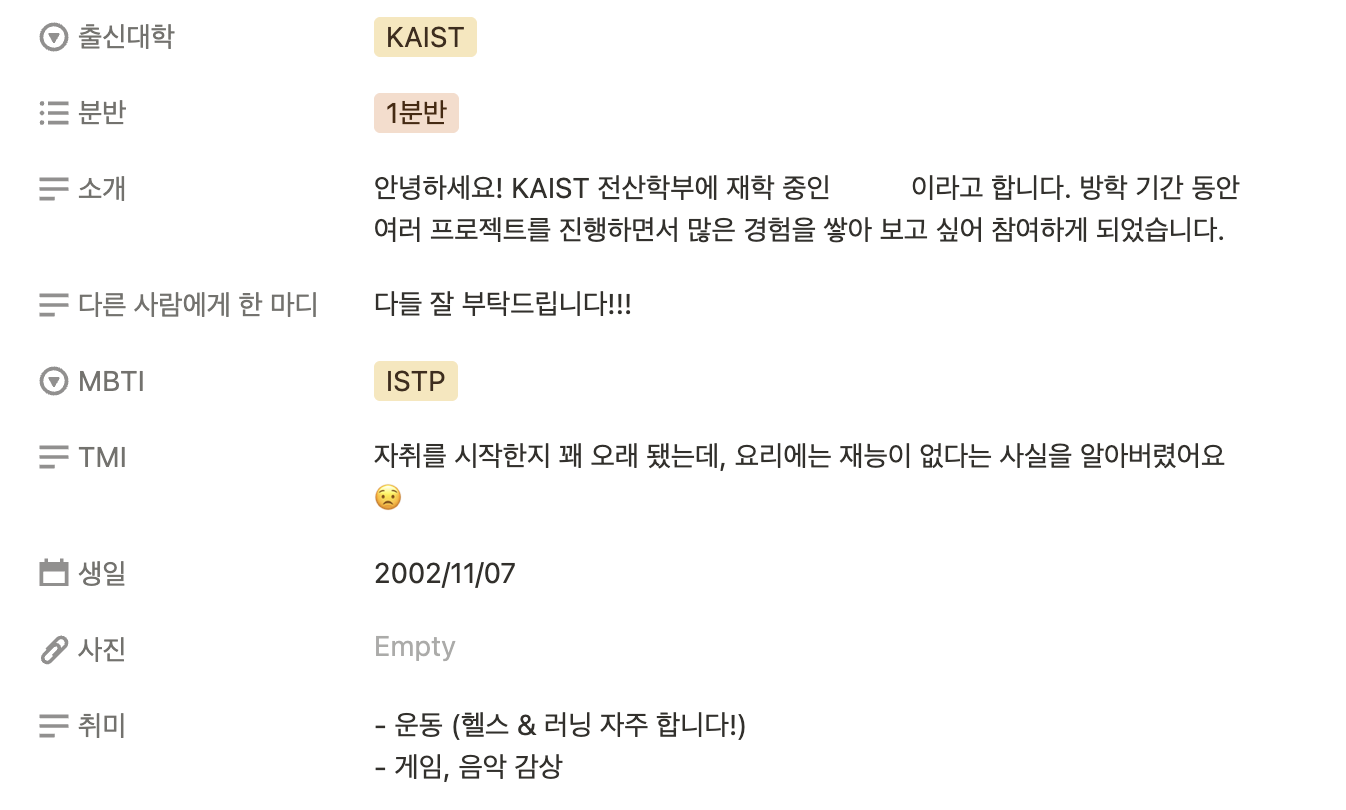 출신대학 KAIST
분반 1분반
소개 안녕하세요! KAIST 전산학부에 재학 중인 이라고 합니다. 방학 기간 동안
여러 프로젝트를 진행하면서 많은 경험을 쌓아 보고 싶어 참여하게 되었습니다.
다른 사람에게 한 마디 다들 잘 부탁드립니다!!!
MBTI ISTP
TMI 자취를 시작한지 꽤 오래 됐는데, 요리에는 재능이 없다는 사실을 알아버렸어요
😟
생일 2002/11/07
사진 Empty
취미 - 운동 (헬스 & 러닝 자주 합니다!)
- 게임, 음악 감상